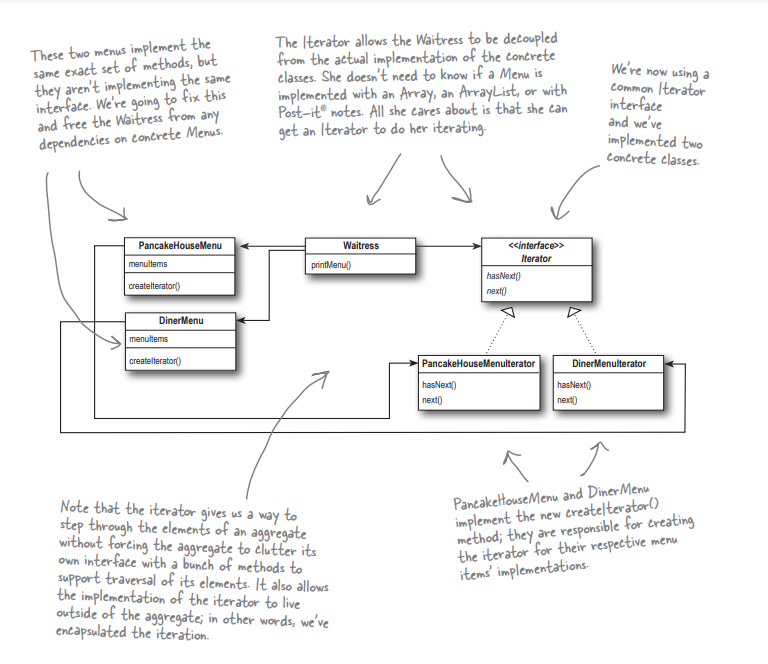 These two menus implement the
same exact set of methods, but
they aren't implementing the same
interface. We're going to fix this
and free the Waitress from any
dependencies on concrete Menus.
The Iterator allows the Waitress to be decoupled
from the actual implementation of the concrete
classes. She doesn't need to know if a Menu is
implemented with an Array, an ArrayList, or with
Post-it® notes. All she cares about is that she can
get an Iterator to do her iterating.
We're now using a
common Iterator
interface
and we've
implemented two
concrete classes.
PancakeHouseMenu
menuItems
createIterator()
Waitress
printMenu()
<<interface>>
Iterator
hasNext()
next()
DinerMenu
menuItems
createIterator()
PancakeHouseMenuIterator
hasNext()
next()
DinerMenuIterator
hasNext()
next()
Note that the iterator gives us a way to
step through the elements of an aggregate
without forcing the aggregate to clutter its
own interface with a bunch of methods to
support traversal of its elements. It also allows
the implementation of the iterator to live
outside of the aggregate; in other words, we've
encapsulated the iteration.
PancakeHouseMenu and DinerMenu
implement the new createIterator()
method; they are responsible for creating
the iterator for their respective menu
items' implementations.